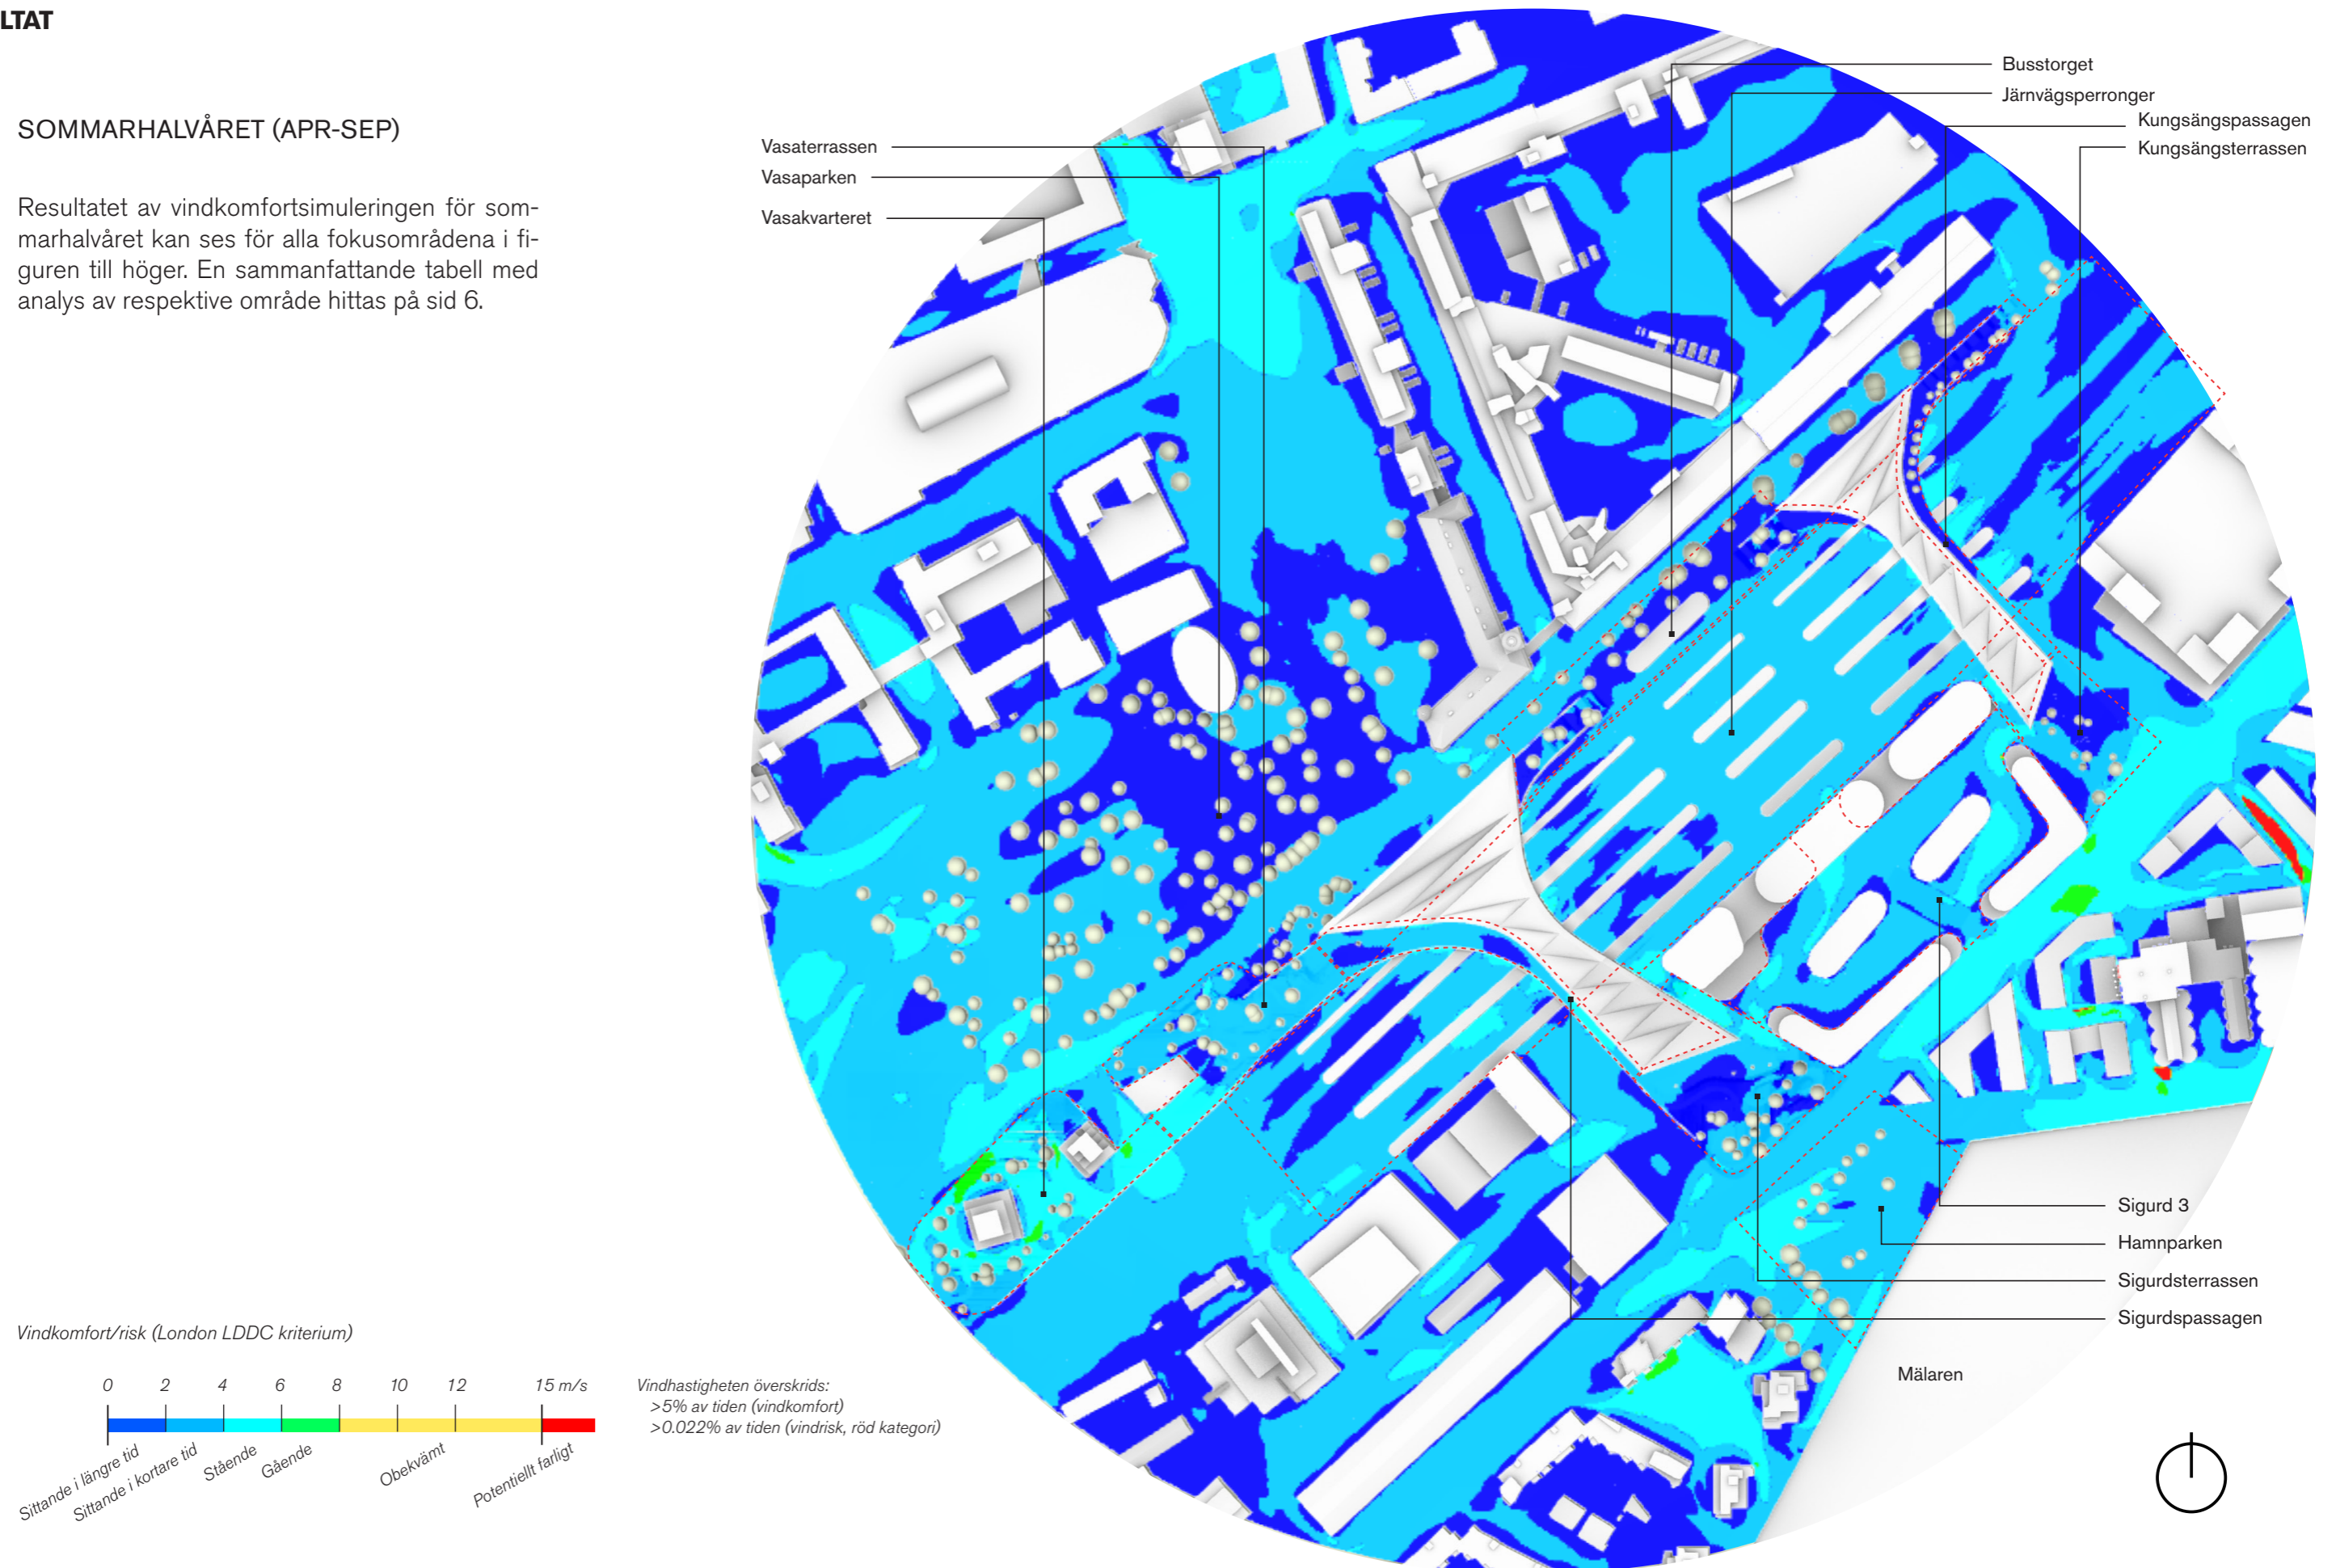 LTAT
SOMMARHALVÅRET (APR-SEP)
Resultatet av vindkomfortsimuleringen för som-
marhalvåret kan ses för alla fokusområdena i fi-
guren till höger. En sammanfattande tabell med
analys av respektive område hittas på sid 6.
Vasaterrassen
Vasaparken
Vasakvarteret
Busstorget
Järnvägsperronger
Kungsängspassagen
Kungsängsterrassen
Sigurd 3
Hamnparken
Sigurdsterrassen
Sigurdspassagen
Mälaren
Vindkomfort/risk (London LDDC kriterium)
0 2 4 6 8 10 12 15 m/s
Sittande i längre tid
Sittande i kortare tid
Stående
Gående
Obekvämt
Potentiellt farligt
Vindhastigheten överskrids:
>5% av tiden (vindkomfort)
>0.022% av tiden (vindrisk, röd kategori)